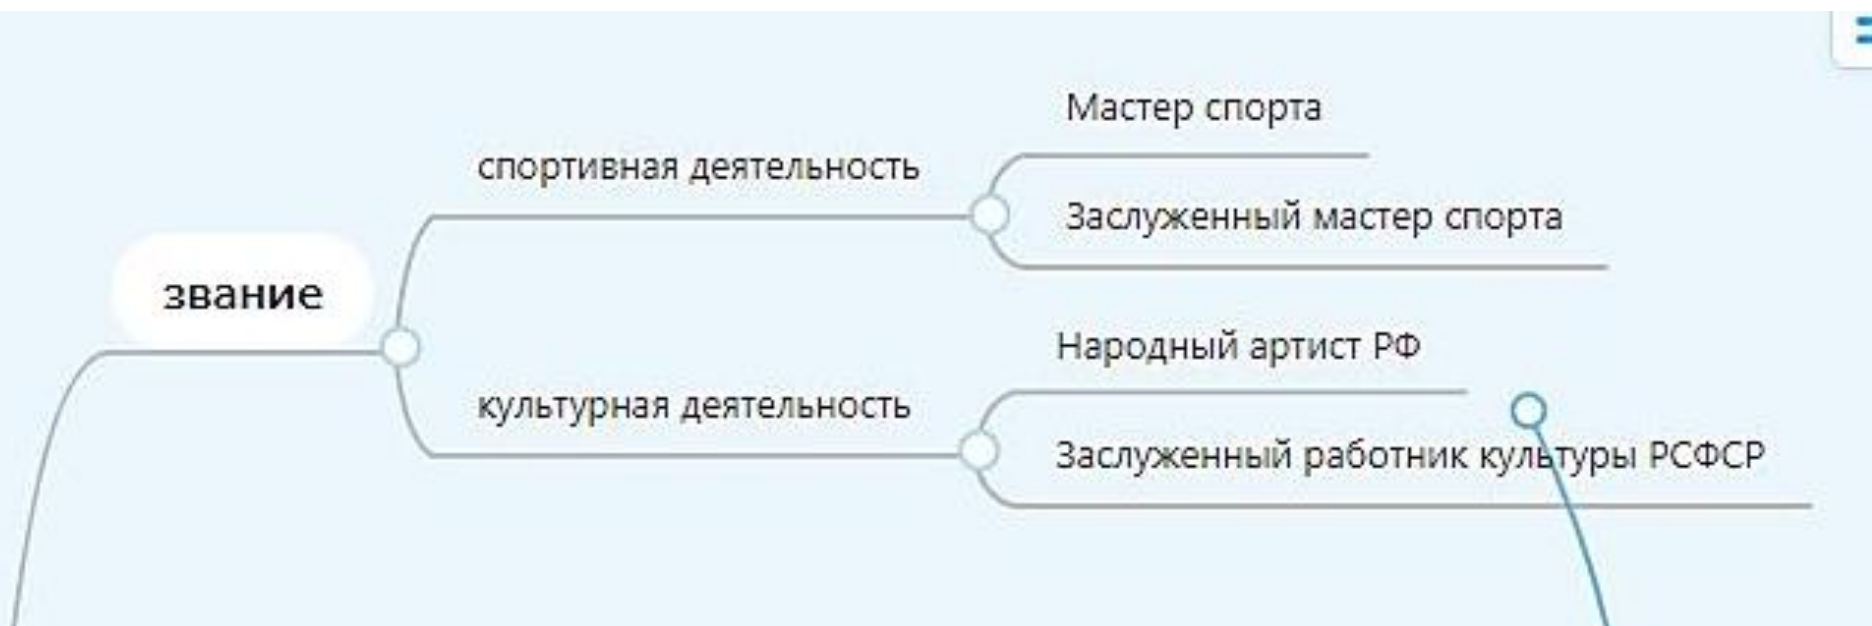 звание
спортивная деятельность
Мастер спорта
Заслуженный мастер спорта
культурная деятельность
Народный артист РФ
Заслуженный работник культуры РСФСР